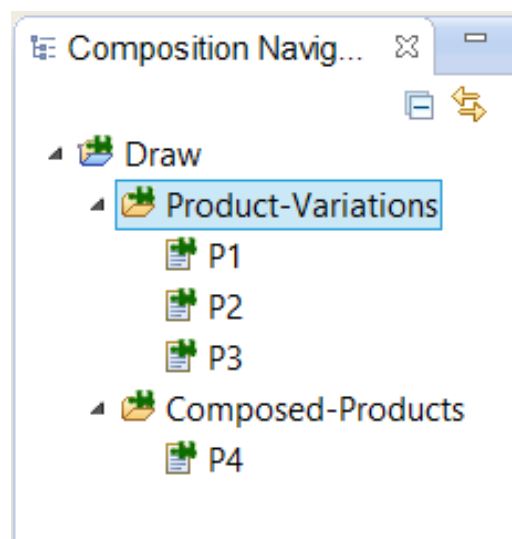 Composition Navig...
Draw
Product-Variations
P1
P2
P3
Composed-Products
P4